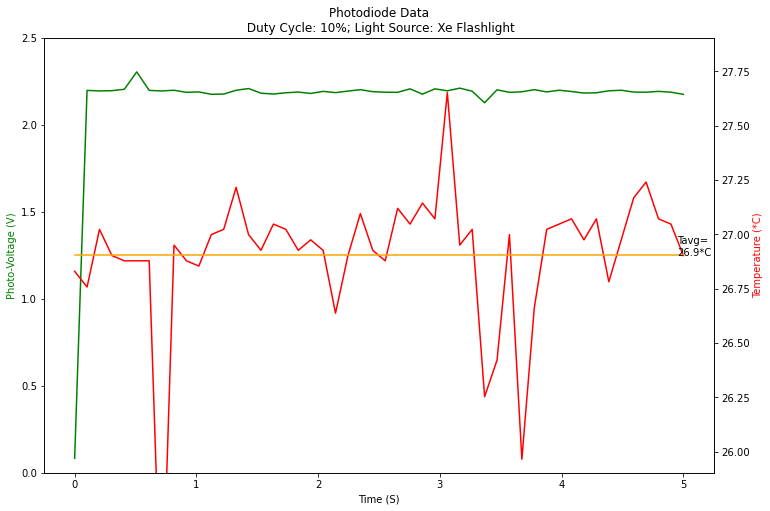 Photodiode Data
Duty Cycle: 10%; Light Source: Xe Flashlight
2.5
2.0
1.5
1.0
0.5
0.0
Photo-Voltage (V)
27.75
27.50
27.25
27.00
26.75
26.50
26.25
26.00
Temperature (*C)
Tavg=
26.9*C
0
1
2
3
4
5
Time (S)